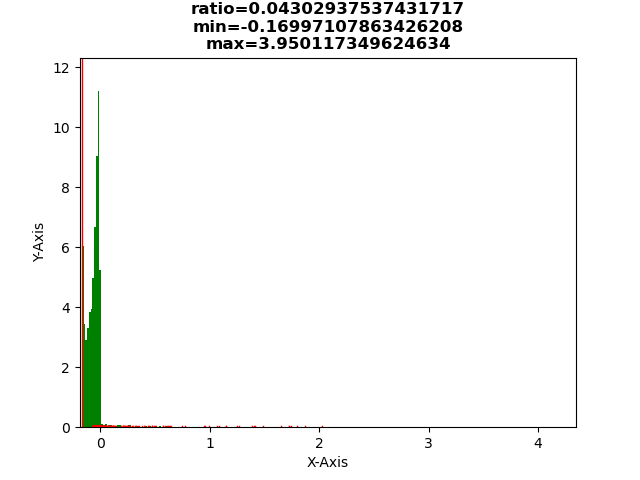 ratio=0.04302937537431717
min=-0.16997107863426208
max=3.950117349624634
12
10
8
6
4
2
0
Y-Axis
0
1
2
3
4
X-Axis